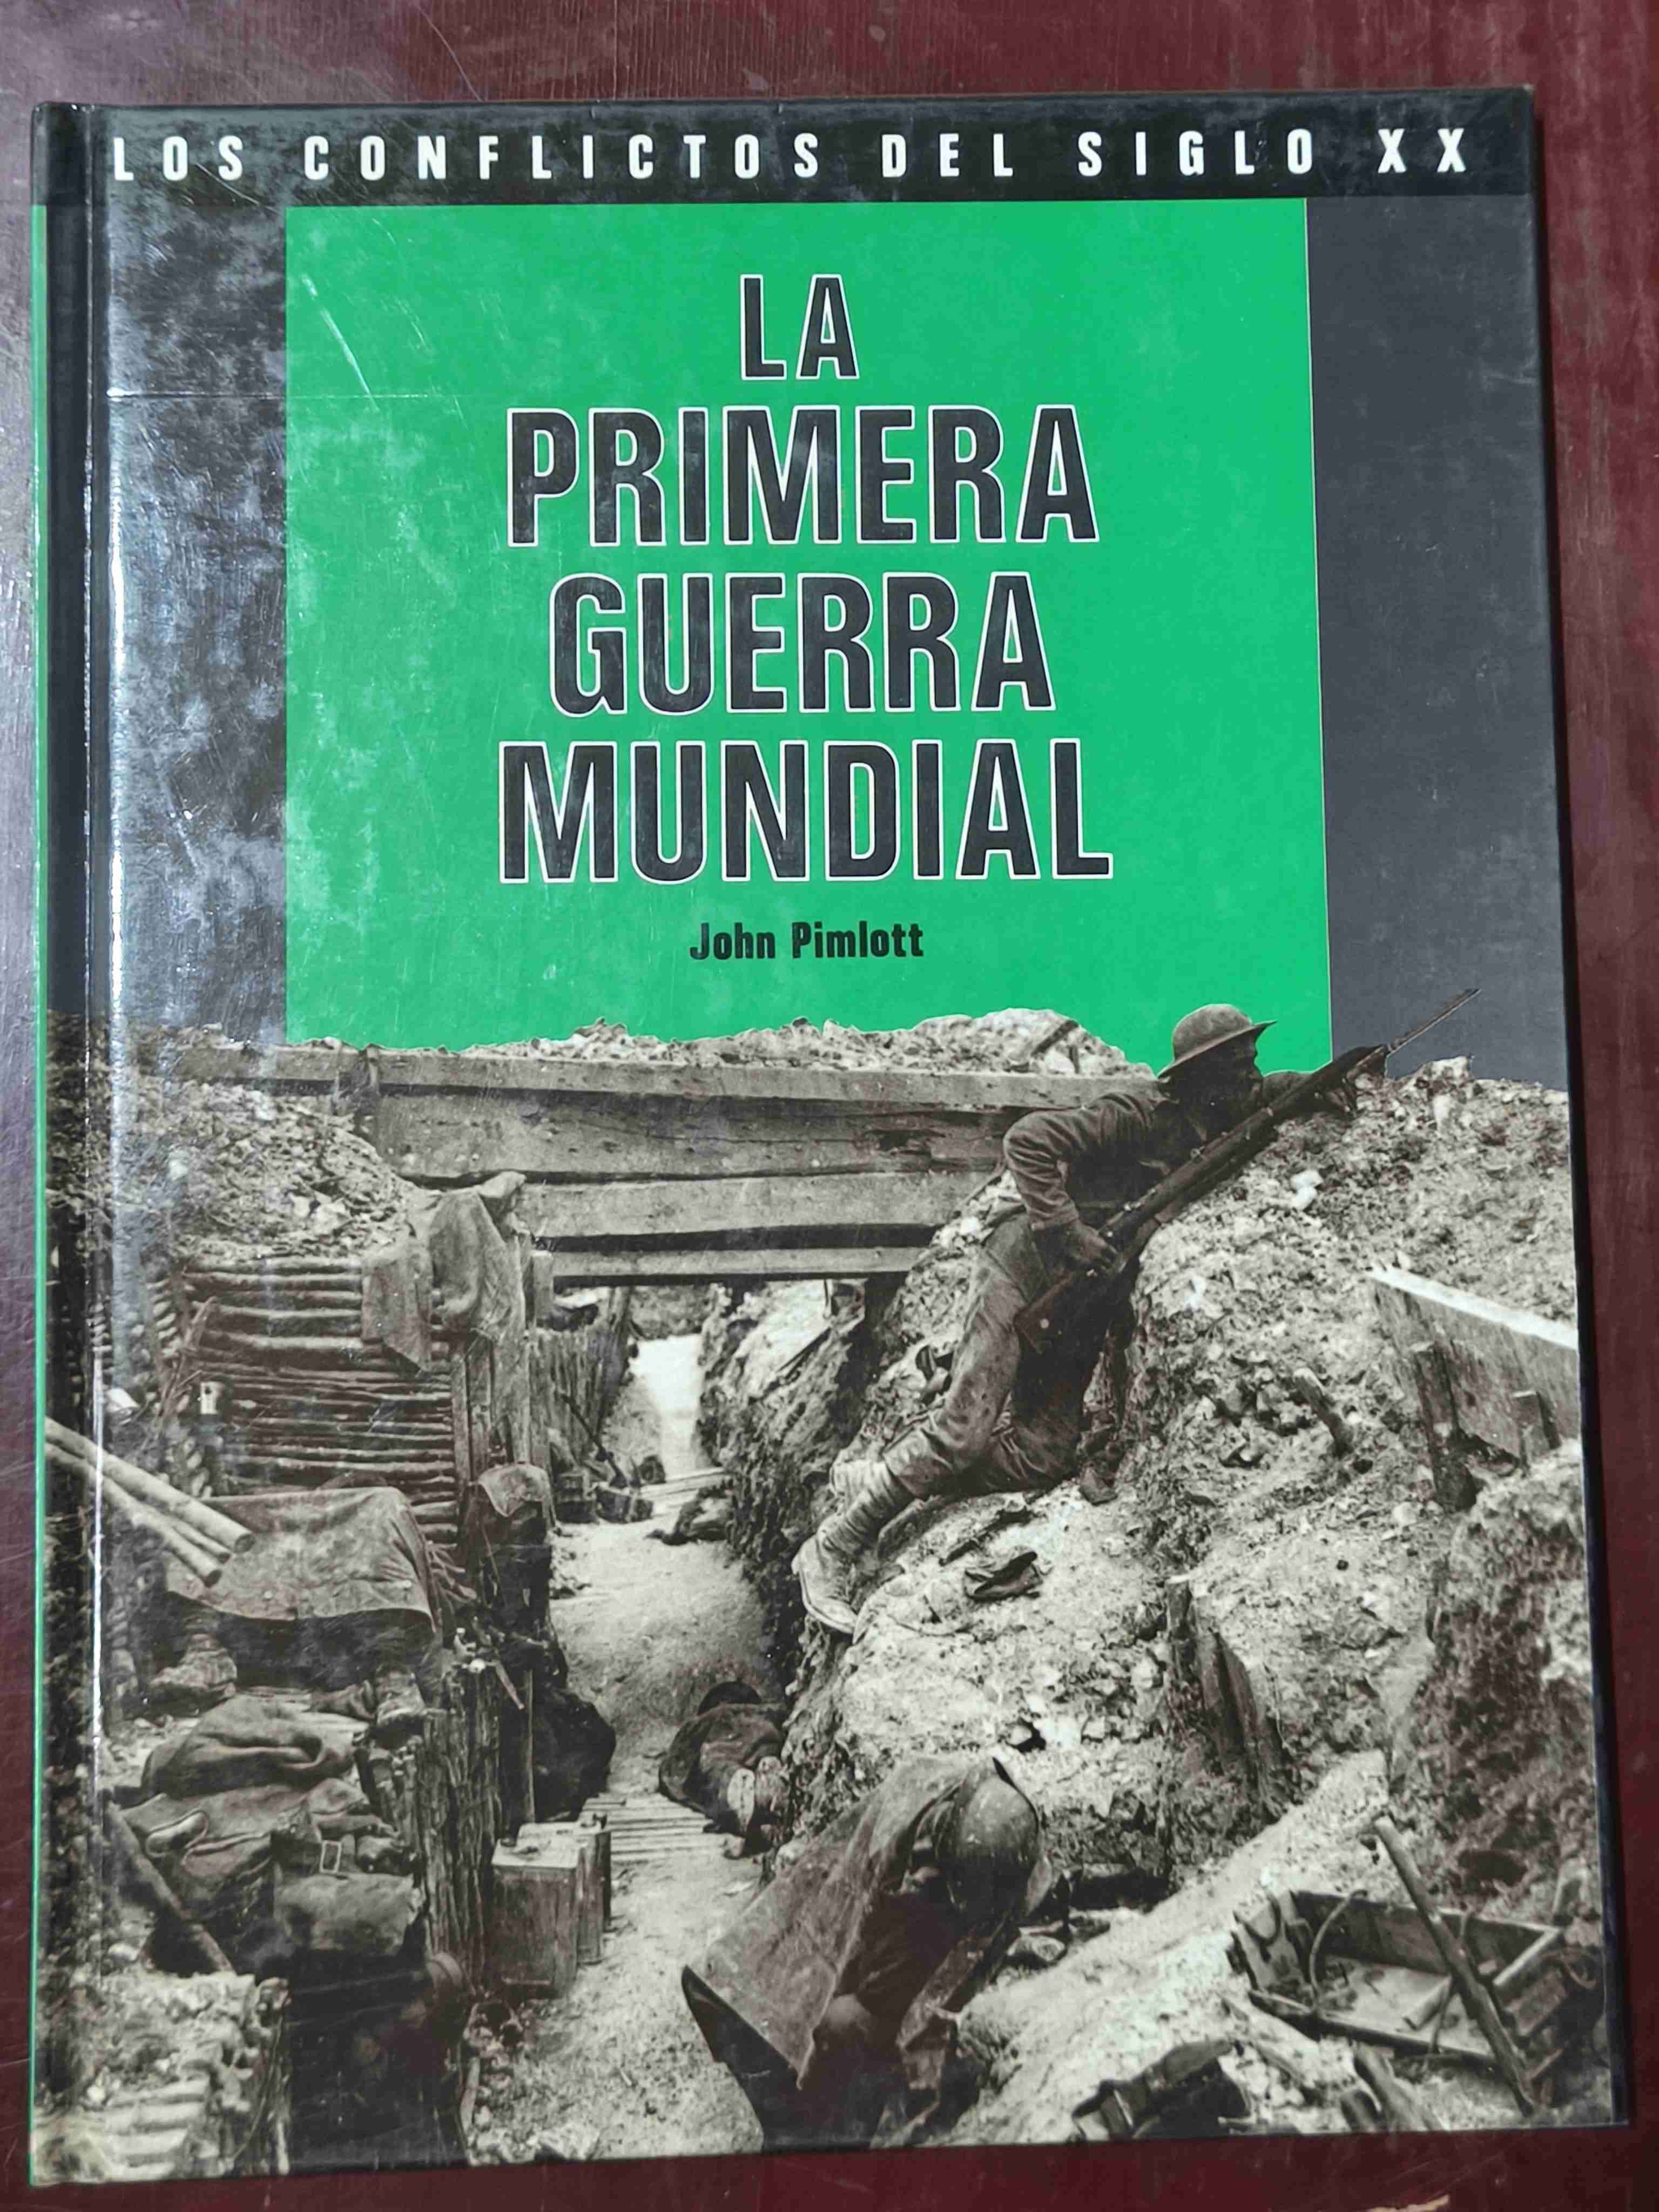 LOS CONFLICTOS DEL SIGLO XX
LA
PRIMERA
GUERRA
MUNDIAL
John Pimlott